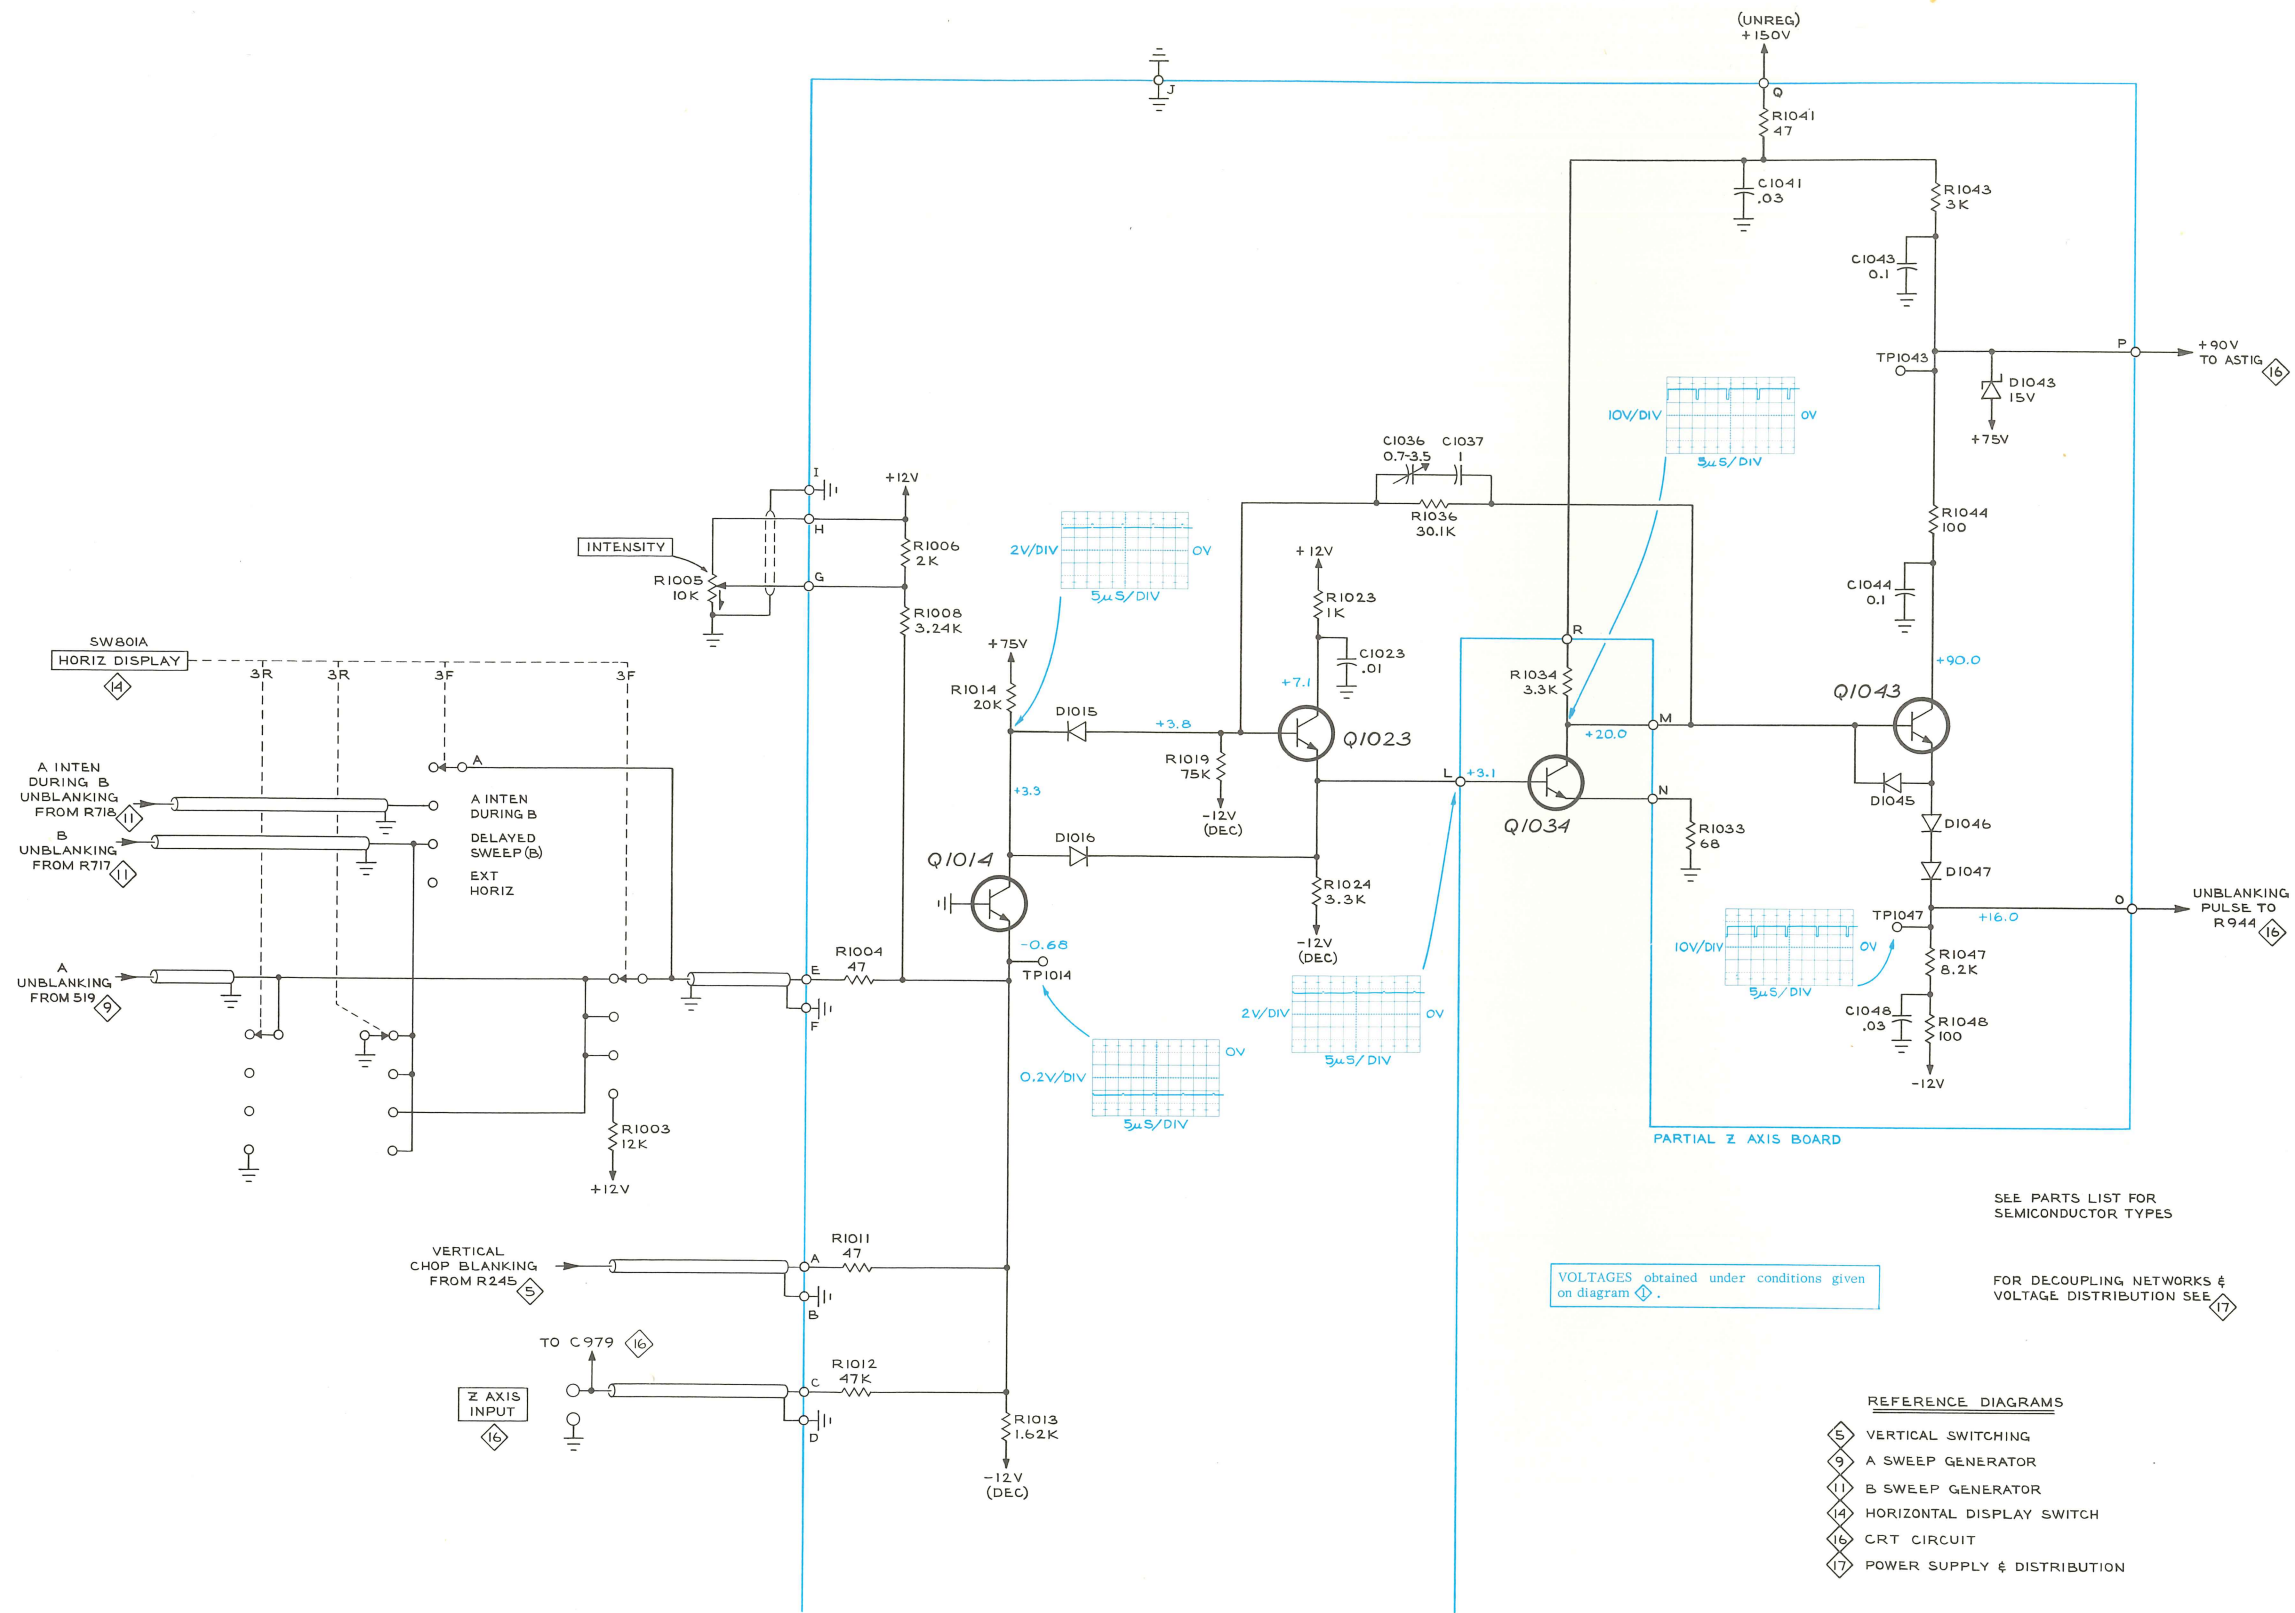 (UNREG)
+150V
J
Q
R1041
47
C1041
.03
R1043
3K
C1043
0.1
TP1043
P
+90V
TO ASTIG
16
D1043
15V
+75V
10V/DIV
0V
5µS/DIV
C1036
0.7-3.5
C1037
1
R1036
30.1K
R1044
100
C1044
0.1
+90.0
Q1043
I
+12V
H
INTENSITY
R1005
10K
G
R1006
2K
R1008
3.24K
2V/DIV
0V
5µS/DIV
+12V
R1023
1K
C1023
.01
+7.1
+75V
R1014
20K
D1015
+3.8
Q1023
R1019
75K
-12V
(DEC)
+3.3
D1016
Q1014
R1024
3.3K
-12V
(DEC)
R
R1034
3.3K
M
+20.0
L
+3.1
Q1034
N
R1033
68
D1045
D1046
D1047
O
UNBLANKING
PULSE TO
R944
16
+16.0
TP1047
10V/DIV
0V
5µS/DIV
R1047
8.2K
C1048
.03
R1048
100
-12V
PARTIAL Z AXIS BOARD
SW801A
HORIZ DISPLAY
14
3R
3R
3F
3F
A
A INTEN
DURING B
UNBLANKING
FROM R718
11
A INTEN
DURING B
B
UNBLANKING
FROM R717
11
DELAYED
SWEEP (B)
EXT
HORIZ
A
UNBLANKING
FROM 519
9
E
R1004
47
F
-0.68
TP1014
0V
0.2V/DIV
5µS/DIV
2V/DIV
0V
5µS/DIV
R1003
12K
+12V
VERTICAL
CHOP BLANKING
FROM R245
5
A
R1011
47
B
TO C979
16
Z AXIS
INPUT
16
C
R1012
47K
D
R1013
1.62K
-12V
(DEC)
SEE PARTS LIST FOR
SEMICONDUCTOR TYPES
VOLTAGES obtained under conditions given
on diagram 1 .
FOR DECOUPLING NETWORKS &
VOLTAGE DISTRIBUTION SEE
17
REFERENCE DIAGRAMS
5 VERTICAL SWITCHING
9 A SWEEP GENERATOR
11 B SWEEP GENERATOR
14 HORIZONTAL DISPLAY SWITCH
16 CRT CIRCUIT
17 POWER SUPPLY & DISTRIBUTION